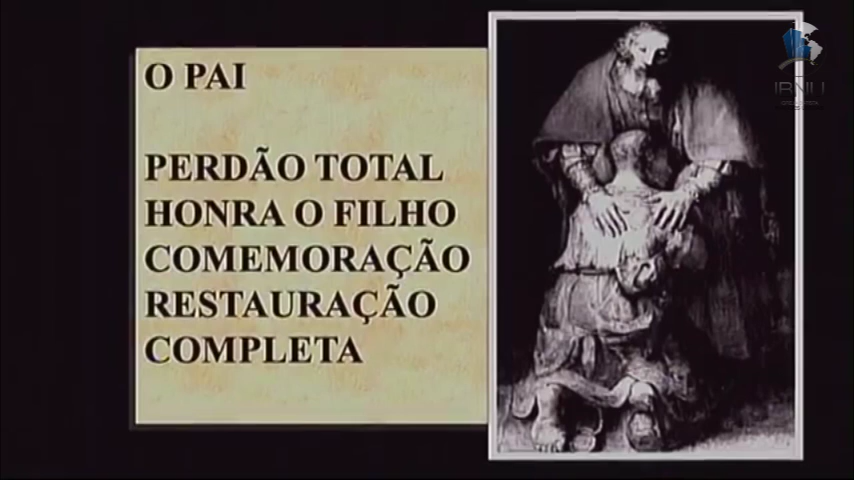 O PAI
PERDÃO TOTAL
HONRA O FILHO
COMEMORAÇÃO
RESTAURAÇÃO
COMPLETA